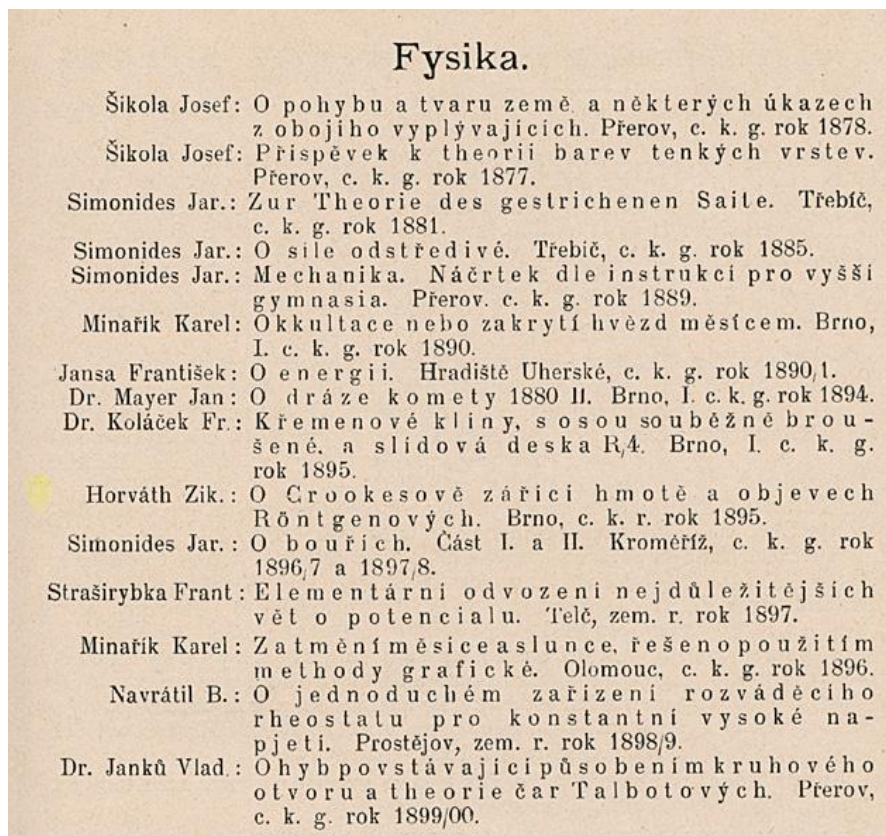 Fysika.
Šikola Josef: O pohybu a tvaru země a některých úkazech
z obojího vyplývajících. Přerov, c. k. g. rok 1878.
Šikola Josef: Příspěvek k theorii barev tenkých vrstev.
Přerov, c. k. g. rok 1877.
Simonides Jar.: Zur Theorie des gestrichenen Saite. Třebíč,
c. k. g. rok 1881.
Simonides Jar.: O síle odstředivé. Třebíč, c. k. g. rok 1885.
Simonides Jar.: Mechanika. Náčrtek dle instrukcí pro vyšší
gymnasia. Přerov. c. k. g. rok 1889.
Minařík Karel: Okkultace nebo zakrytí hvězd měsícem. Brno,
I. c. k. g. rok 1890.
Jansa František: O energii. Hradiště Uherské, c. k. g. rok 1890/1.
Dr. Mayer Jan: O dráze komety 1880 II. Brno, I. c. k. g. rok 1894.
Dr. Koláček Fr.: Křemenové klíny, s osou souběžně brou-
šené, a slídová deska R/4. Brno, I. c. k. g.
rok 1895.
Horváth Zik.: O Crookesově zářící hmotě a objevech
Röntgenových. Brno, c. k. r. rok 1895.
Simonides Jar.: O bouřích. Část I. a II. Kroměříž, c. k. g. rok
1896/7 a 1897/8.
Straširybka Frant: Elementární odvození nejdůležitějších
vět o potencialu. Telč, zem. r. rok 1897.
Minařík Karel: Zatmění měsíce a slunce, řešeno použitím
methody grafické. Olomouc, c. k. g. rok 1896.
Navrátil B.: O jednoduchém zařízení rozváděcího
rheostatu pro konstantní vysoké na-
pjetí. Prostějov, zem. r. rok 1898/9.
Dr. Janků Vlad.: Ohyb povstávající působením kruhového
otvoru a theorie čar Talbotových. Přerov,
c. k. g. rok 1899/00.